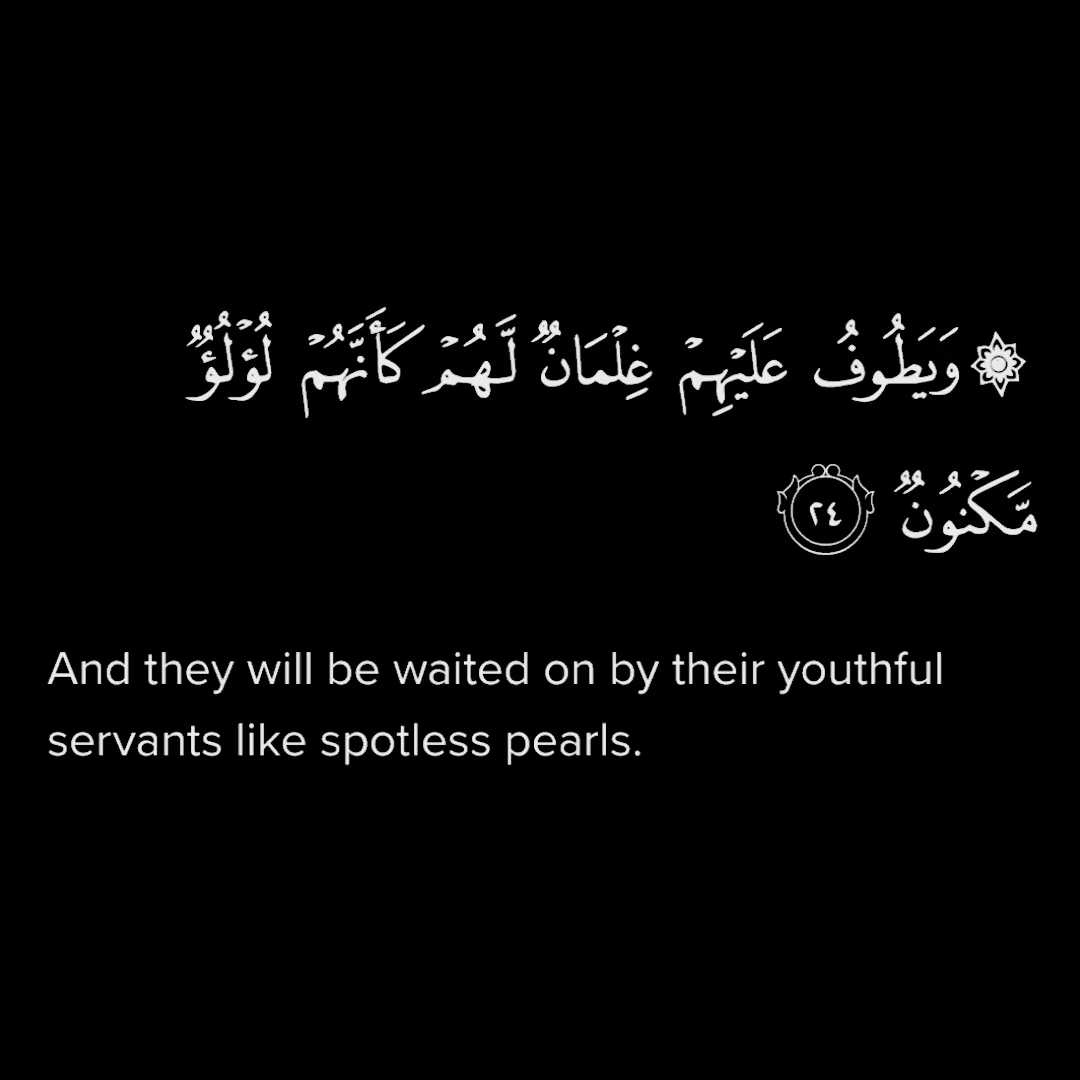 ۞ وَيَطُوفُ عَلَيْهِمْ غِلْمَانٌ لَّهُمْ كَأَنَّهُمْ لُؤْلُؤٌ
مَّكْنُونٌ ٢٤
And they will be waited on by their youthful
servants like spotless pearls.